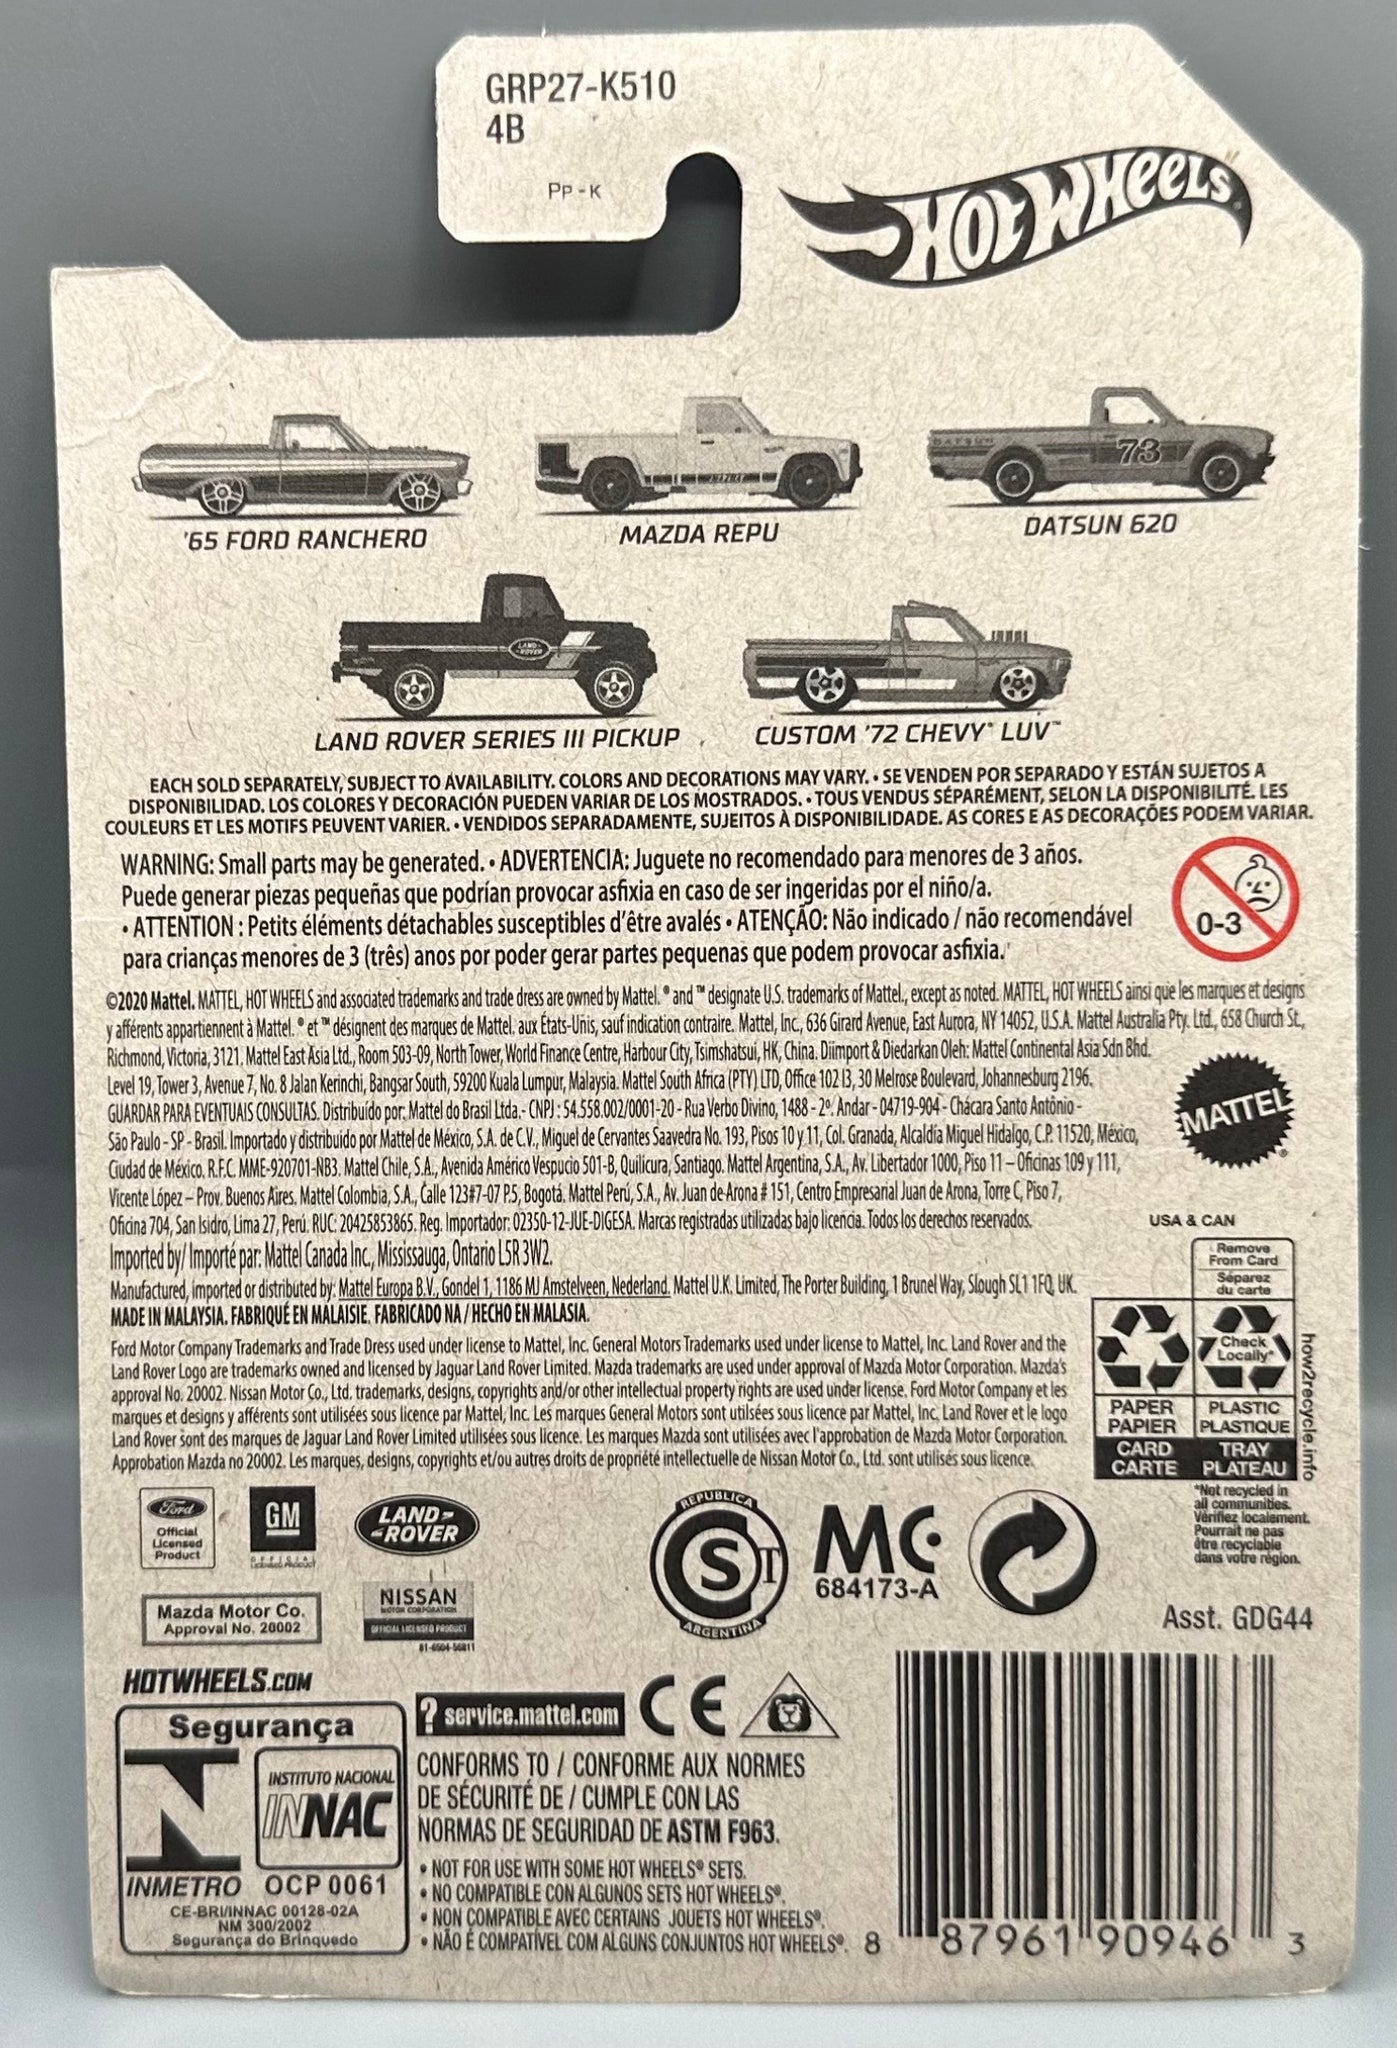 GRP27-K510
4B
Pp - K
HOT WHEELS®
'65 FORD RANCHERO
MAZDA REPU
DATSUN
73
DATSUN 620
LAND-
-ROVER
LAND ROVER SERIES III PICKUP
CUSTOM '72 CHEVY® LUV™
EACH SOLD SEPARATELY, SUBJECT TO AVAILABILITY. COLORS AND DECORATIONS MAY VARY. • SE VENDEN POR SEPARADO Y ESTÁN SUJETOS A
DISPONIBILIDAD. LOS COLORES Y DECORACIÓN PUEDEN VARIAR DE LOS MOSTRADOS. • TOUS VENDUS SÉPARÉMENT, SELON LA DISPONIBILITÉ. LES
COULEURS ET LES MOTIFS PEUVENT VARIER. • VENDIDOS SEPARADAMENTE, SUJEITOS À DISPONIBILIDADE. AS CORES E AS DECORAÇÕES PODEM VARIAR.
WARNING: Small parts may be generated. • ADVERTENCIA: Juguete no recomendado para menores de 3 años.
Puede generar piezas pequeñas que podrían provocar asfixia en caso de ser ingeridas por el niño/a.
• ATTENTION : Petits éléments détachables susceptibles d'être avalés • ATENÇÃO: Não indicado / não recomendável
para crianças menores de 3 (três) anos por poder gerar partes pequenas que podem provocar asfixia.
0-3
©2020 Mattel. MATTEL, HOT WHEELS and associated trademarks and trade dress are owned by Mattel. ® and ™ designate U.S. trademarks of Mattel., except as noted. MATTEL, HOT WHEELS ainsi que les marques et designs
y afférents appartiennent à Mattel. ® et ™ désignent des marques de Mattel. aux États-Unis, sauf indication contraire. Mattel, Inc., 636 Girard Avenue, East Aurora, NY 14052, U.S.A. Mattel Australia Pty. Ltd., 658 Church St.,
Richmond, Victoria, 3121. Mattel East Asia Ltd., Room 503-09, North Tower, World Finance Centre, Harbour City, Tsimshatsui, HK, China. Diimport & Diedarkan Oleh: Mattel Continental Asia Sdn Bhd.
Level 19, Tower 3, Avenue 7, No. 8 Jalan Kerinchi, Bangsar South, 59200 Kuala Lumpur, Malaysia. Mattel South Africa (PTY) LTD, Office 102 I3, 30 Melrose Boulevard, Johannesburg 2196.
GUARDAR PARA EVENTUAIS CONSULTAS. Distribuído por: Mattel do Brasil Ltda.- CNPJ : 54.558.002/0001-20 - Rua Verbo Divino, 1488 - 2º. Andar - 04719-904 - Chácara Santo Antônio -
São Paulo - SP - Brasil. Importado y distribuido por Mattel de México, S.A. de C.V., Miguel de Cervantes Saavedra No. 193, Pisos 10 y 11, Col. Granada, Alcaldía Miguel Hidalgo, C.P. 11520, México,
Ciudad de México. R.F.C. MME-920701-NB3. Mattel Chile, S.A., Avenida Américo Vespucio 501-B, Quilicura, Santiago. Mattel Argentina, S.A., Av. Libertador 1000, Piso 11 – Oficinas 109 y 111,
Vicente López – Prov. Buenos Aires. Mattel Colombia, S.A., Calle 123#7-07 P.5, Bogotá. Mattel Perú, S.A., Av. Juan de Arona # 151, Centro Empresarial Juan de Arona, Torre C, Piso 7,
Oficina 704, San Isidro, Lima 27, Perú. RUC: 20425853865. Reg. Importador: 02350-12-JUE-DIGESA. Marcas registradas utilizadas bajo licencia. Todos los derechos reservados.
MATTEL®
Imported by/ Importé par: Mattel Canada Inc., Mississauga, Ontario L5R 3W2.
Manufactured, imported or distributed by: Mattel Europa B.V., Gondel 1, 1186 MJ Amstelveen, Nederland. Mattel U.K. Limited, The Porter Building, 1 Brunel Way, Slough SL1 1FQ, UK.
MADE IN MALAYSIA. FABRIQUÉ EN MALAISIE. FABRICADO NA / HECHO EN MALASIA.
Ford Motor Company Trademarks and Trade Dress used under license to Mattel, Inc. General Motors Trademarks used under license to Mattel, Inc. Land Rover and the
Land Rover Logo are trademarks owned and licensed by Jaguar Land Rover Limited. Mazda trademarks are used under approval of Mazda Motor Corporation. Mazda's
approval No. 20002. Nissan Motor Co., Ltd. trademarks, designs, copyrights and/or other intellectual property rights are used under license. Ford Motor Company et les
marques et designs y afférents sont utilisées sous licence par Mattel, Inc. Les marques General Motors sont utilsées sous licence par Mattel, Inc. Land Rover et le logo
Land Rover sont des marques de Jaguar Land Rover Limited utilisées sous licence. Les marques Mazda sont utilisées avec l'approbation de Mazda Motor Corporation.
Approbation Mazda no 20002. Les marques, designs, copyrights et/ou autres droits de propriété intellectuelle de Nissan Motor Co., Ltd. sont utilisés sous licence.
USA & CAN
Remove
From Card
Séparez
du carte
Check
Locally*
PAPER
PAPIER
PLASTIC
PLASTIQUE
CARD
CARTE
TRAY
PLATEAU
how2recycle.info
*Not recycled in
all communities.
Vérifiez localement.
Pourrait ne pas
être recyclable
dans votre région.
Ford
Official
Licensed
Product
GM
OFFICIAL
LICENSED PRODUCT
LAND-
-ROVER
Mazda Motor Co.
Approval No. 20002
NISSAN
MOTOR CORPORATION
OFFICIAL LICENSED PRODUCT
01-0504-56811
REPUBLICA
S T
ARGENTINA
MC
684173-A
Asst. GDG44
HOTWHEELS.COM
Segurança
INSTITUTO NACIONAL
INNAC
INMETRO OCP 0061
CE-BRI/INNAC 00128-02A
NM 300/2002
Segurança do Brinquedo
? service.mattel.com
CE
CONFORMS TO / CONFORME AUX NORMES
DE SÉCURITÉ DE / CUMPLE CON LAS
NORMAS DE SEGURIDAD DE ASTM F963.
• NOT FOR USE WITH SOME HOT WHEELS® SETS.
• NO COMPATIBLE CON ALGUNOS SETS HOT WHEELS®.
• NON COMPATIBLE AVEC CERTAINS JOUETS HOT WHEELS®.
• NÃO É COMPATÍVEL COM ALGUNS CONJUNTOS HOT WHEELS®.
8 87961 90946 3